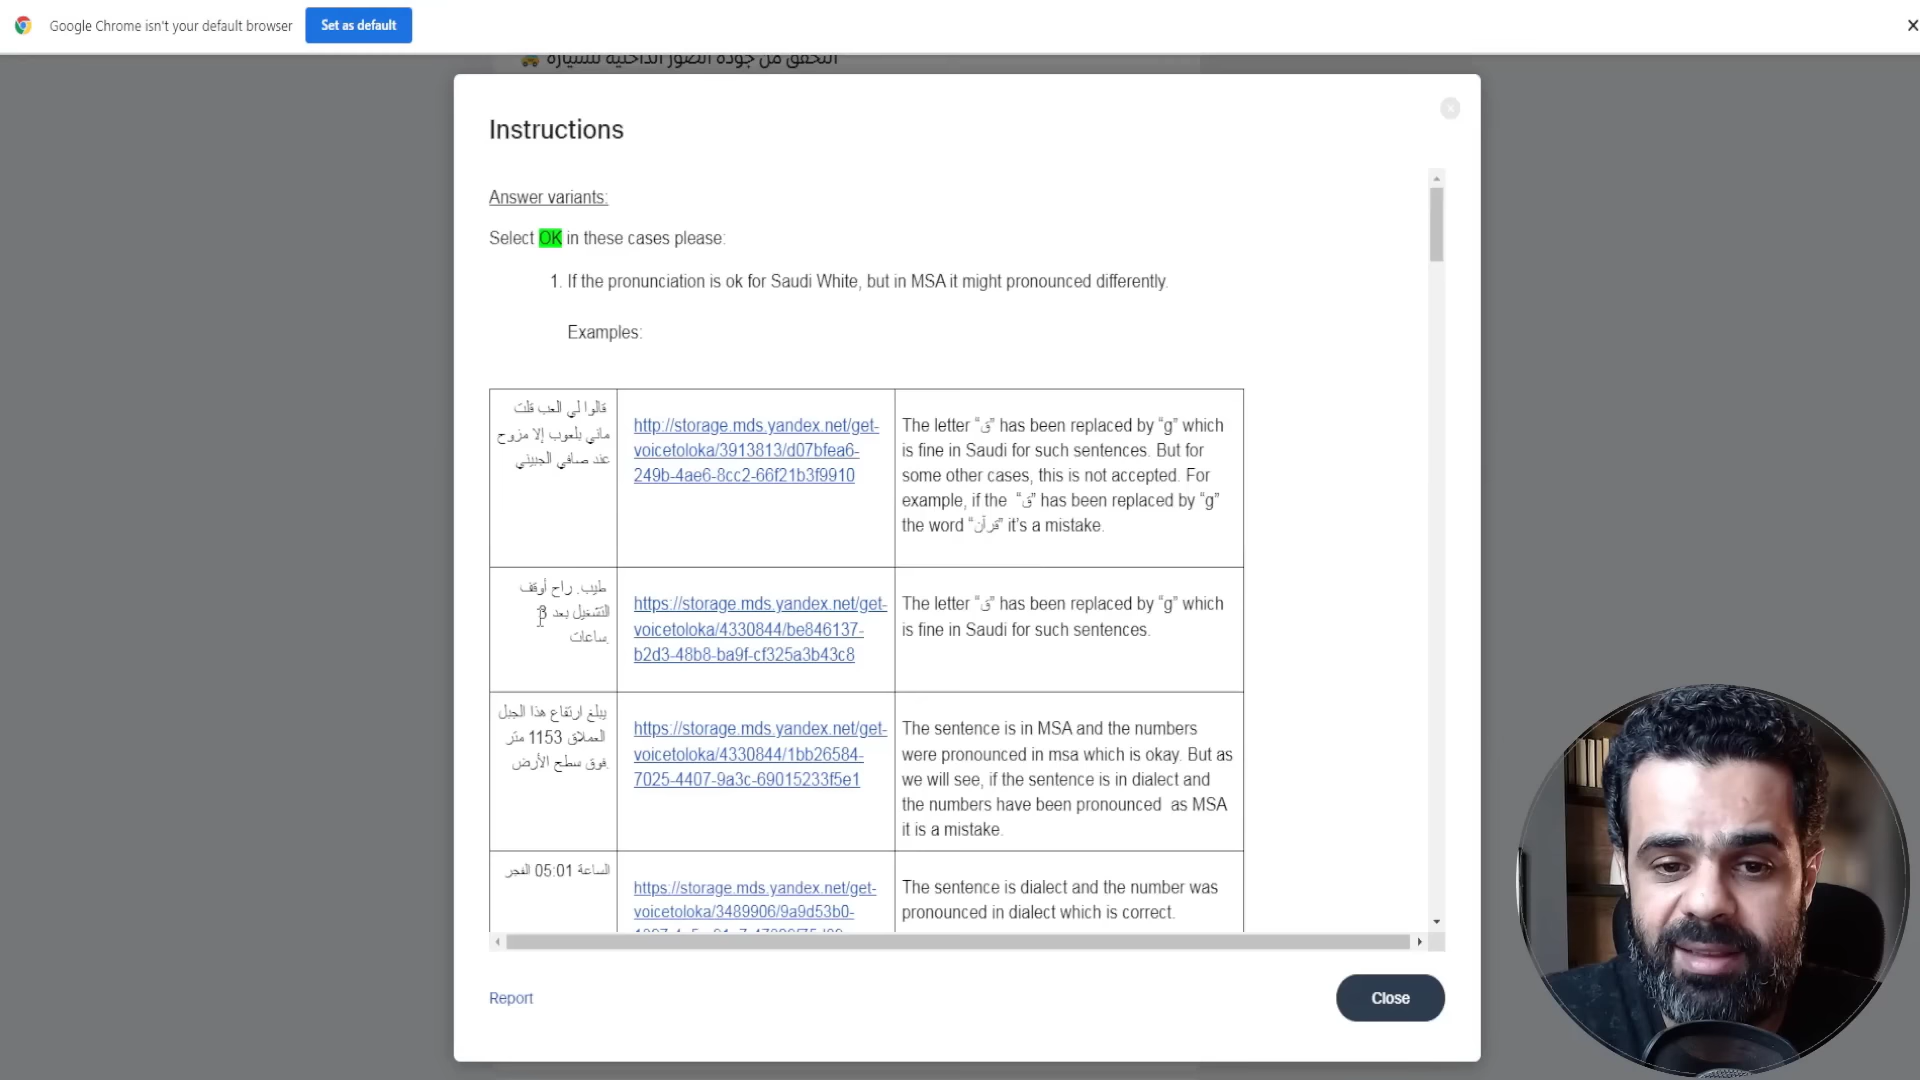 Google Chrome isn't your default browser
Set as default
التحقق من جودة الصور الداخلية للسيارة
Instructions
Answer variants:
Select OK in these cases please:
1. If the pronunciation is ok for Saudi White, but in MSA it might pronounced differently.
Examples:
قالوا لي العب قلت
ماني بلعوب إلا مزوح
عند صافي الجبيني
http://storage.mds.yandex.net/get-
voicetoloka/3913813/d07bfea6-
249b-4ae6-8cc2-66f21b3f9910
The letter “ق” has been replaced by “g” which
is fine in Saudi for such sentences. But for
some other cases, this is not accepted. For
example, if the “ق” has been replaced by “g”
the word “قرآن” it’s a mistake.
طيب. راح أوقف
التشغيل بعد 3
ساعات.
https://storage.mds.yandex.net/get-
voicetoloka/4330844/be846137-
b2d3-48b8-ba9f-cf325a3b43c8
The letter “ق” has been replaced by “g” which
is fine in Saudi for such sentences.
يبلغ ارتفاع هذا الجبل
العملاق 1153 متر
فوق سطح الأرض.
https://storage.mds.yandex.net/get-
voicetoloka/4330844/1bb26584-
7025-4407-9a3c-69015233f5e1
The sentence is in MSA and the numbers
were pronounced in msa which is okay. But as
we will see, if the sentence is in dialect and
the numbers have been pronounced as MSA
it is a mistake.
الساعة 05:01 الفجر
https://storage.mds.yandex.net/get-
voicetoloka/3489906/9a9d53b0-
The sentence is dialect and the number was
pronounced in dialect which is correct.
Report
Close